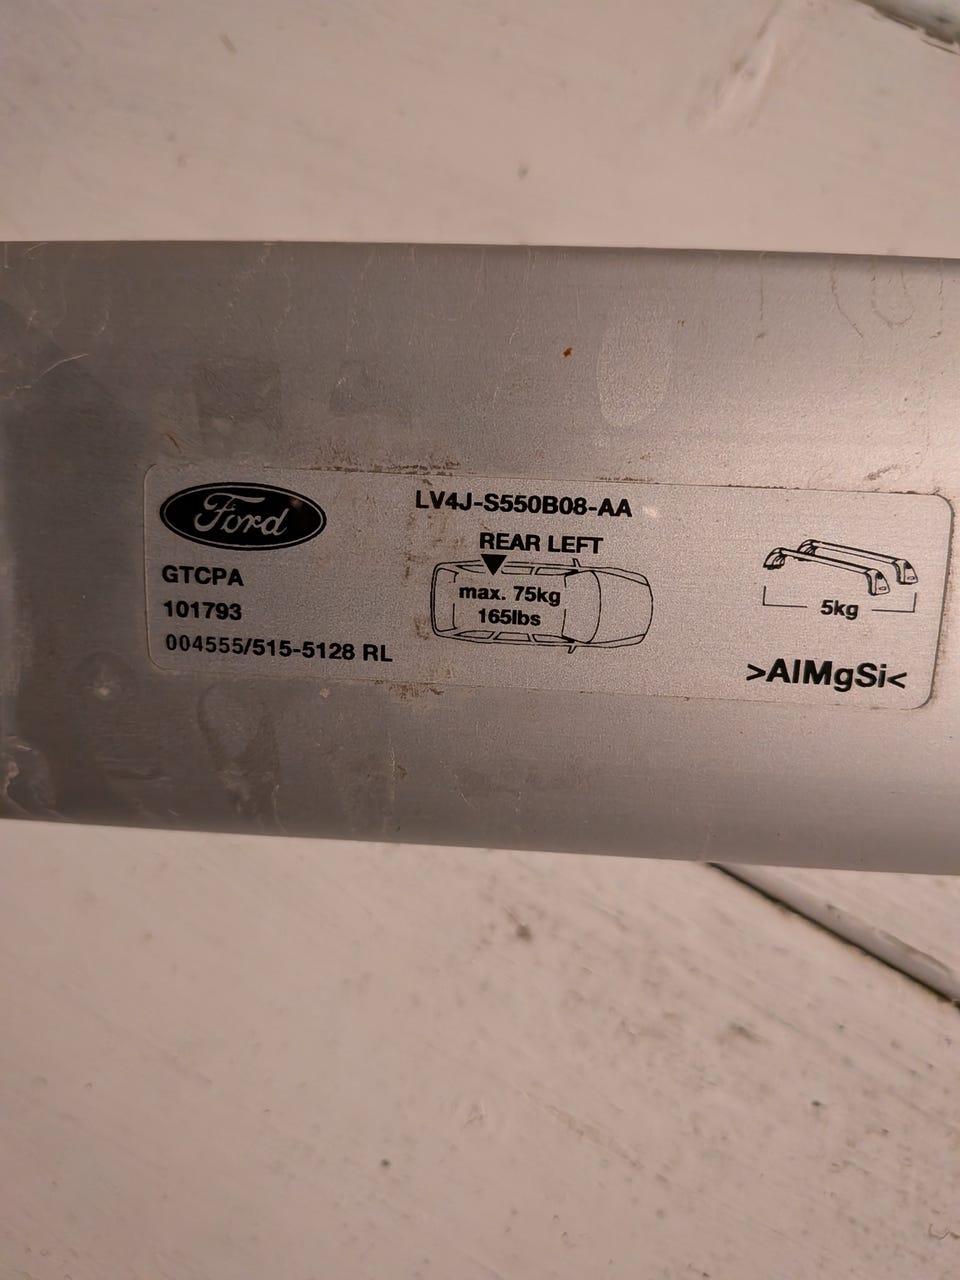 Ford
GTCPA
101793
004555/515-5128 RL
LV4J-S550B08-AA
REAR LEFT
max. 75kg
165lbs
5kg
>AlMgSi<